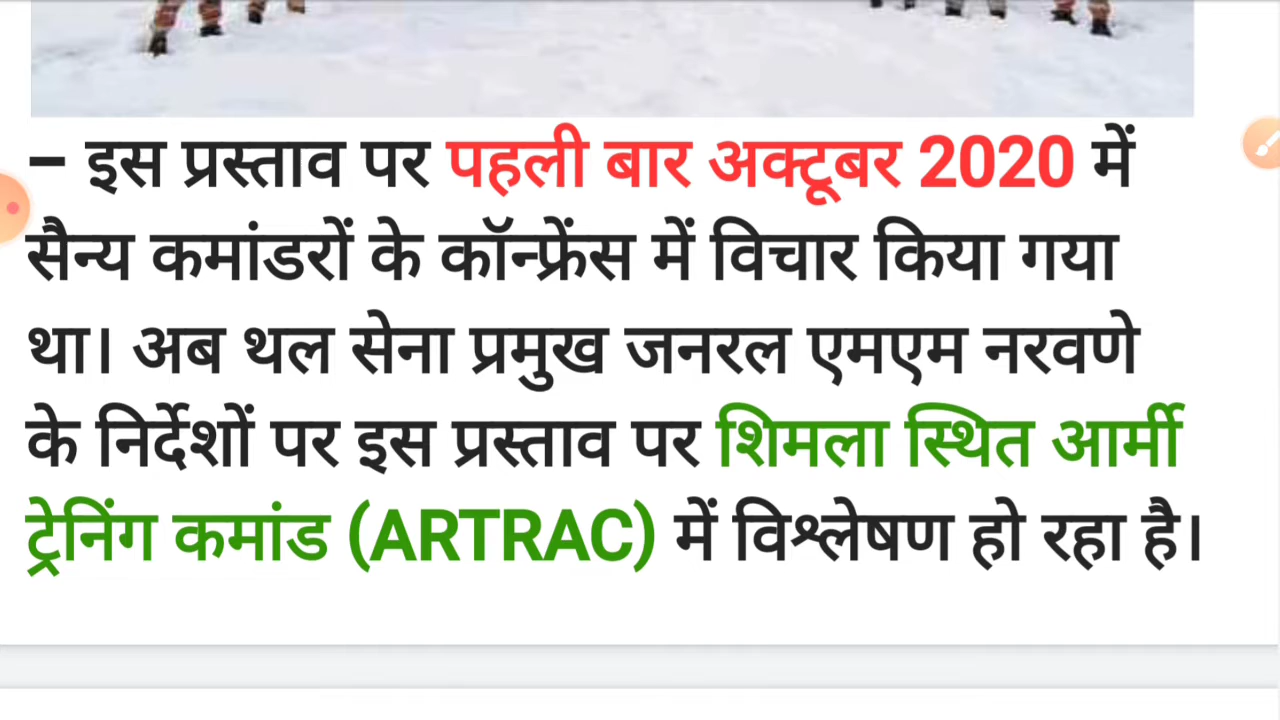 – इस प्रस्ताव पर पहली बार अक्टूबर 2020 में
सैन्य कमांडरों के कॉन्फ्रेंस में विचार किया गया
था। अब थल सेना प्रमुख जनरल एमएम नरवणे
के निर्देशों पर इस प्रस्ताव पर शिमला स्थित आर्मी
ट्रेनिंग कमांड (ARTRAC) में विश्लेषण हो रहा है।